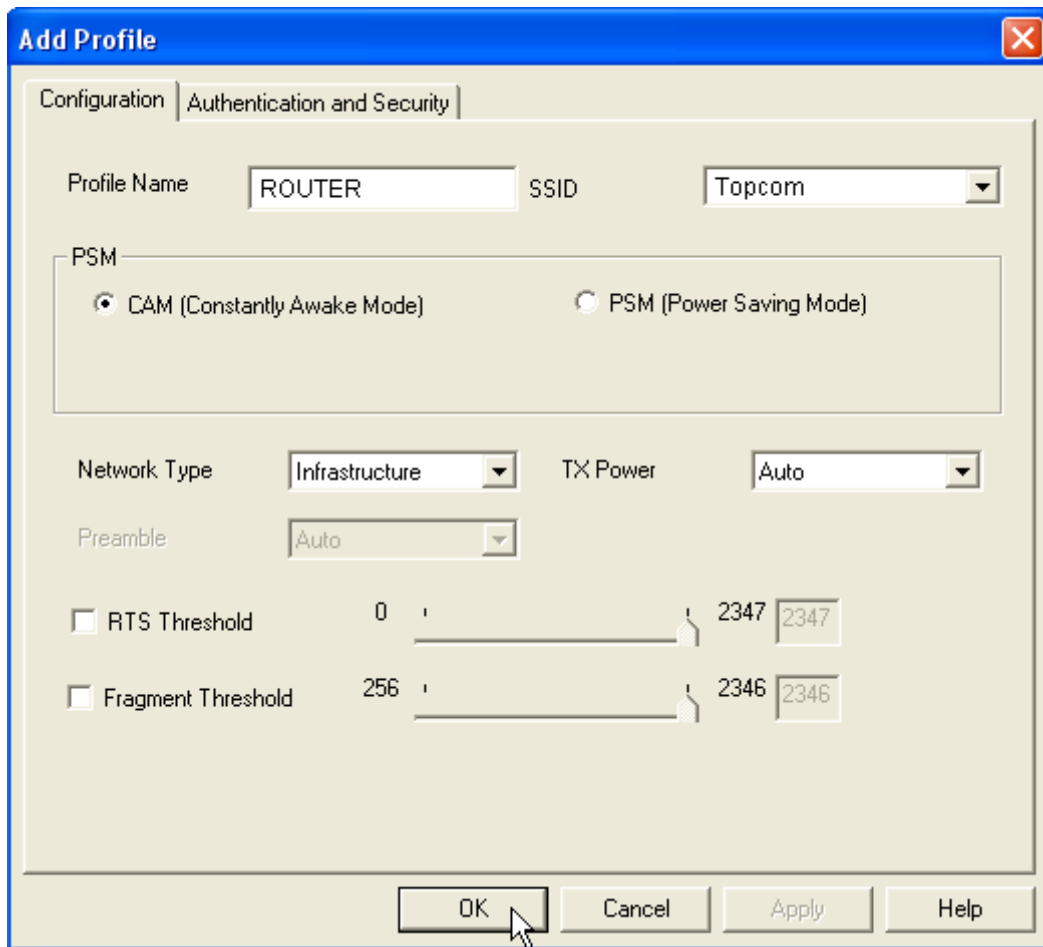 Add Profile
Configuration Authentication and Security
Profile Name ROUTER SSID Topcom
PSM
CAM (Constantly Awake Mode) PSM (Power Saving Mode)
Network Type Infrastructure TX Power Auto
Preamble Auto
RTS Threshold 0 2347 2347
Fragment Threshold 256 2346 2346
OK Cancel Apply Help